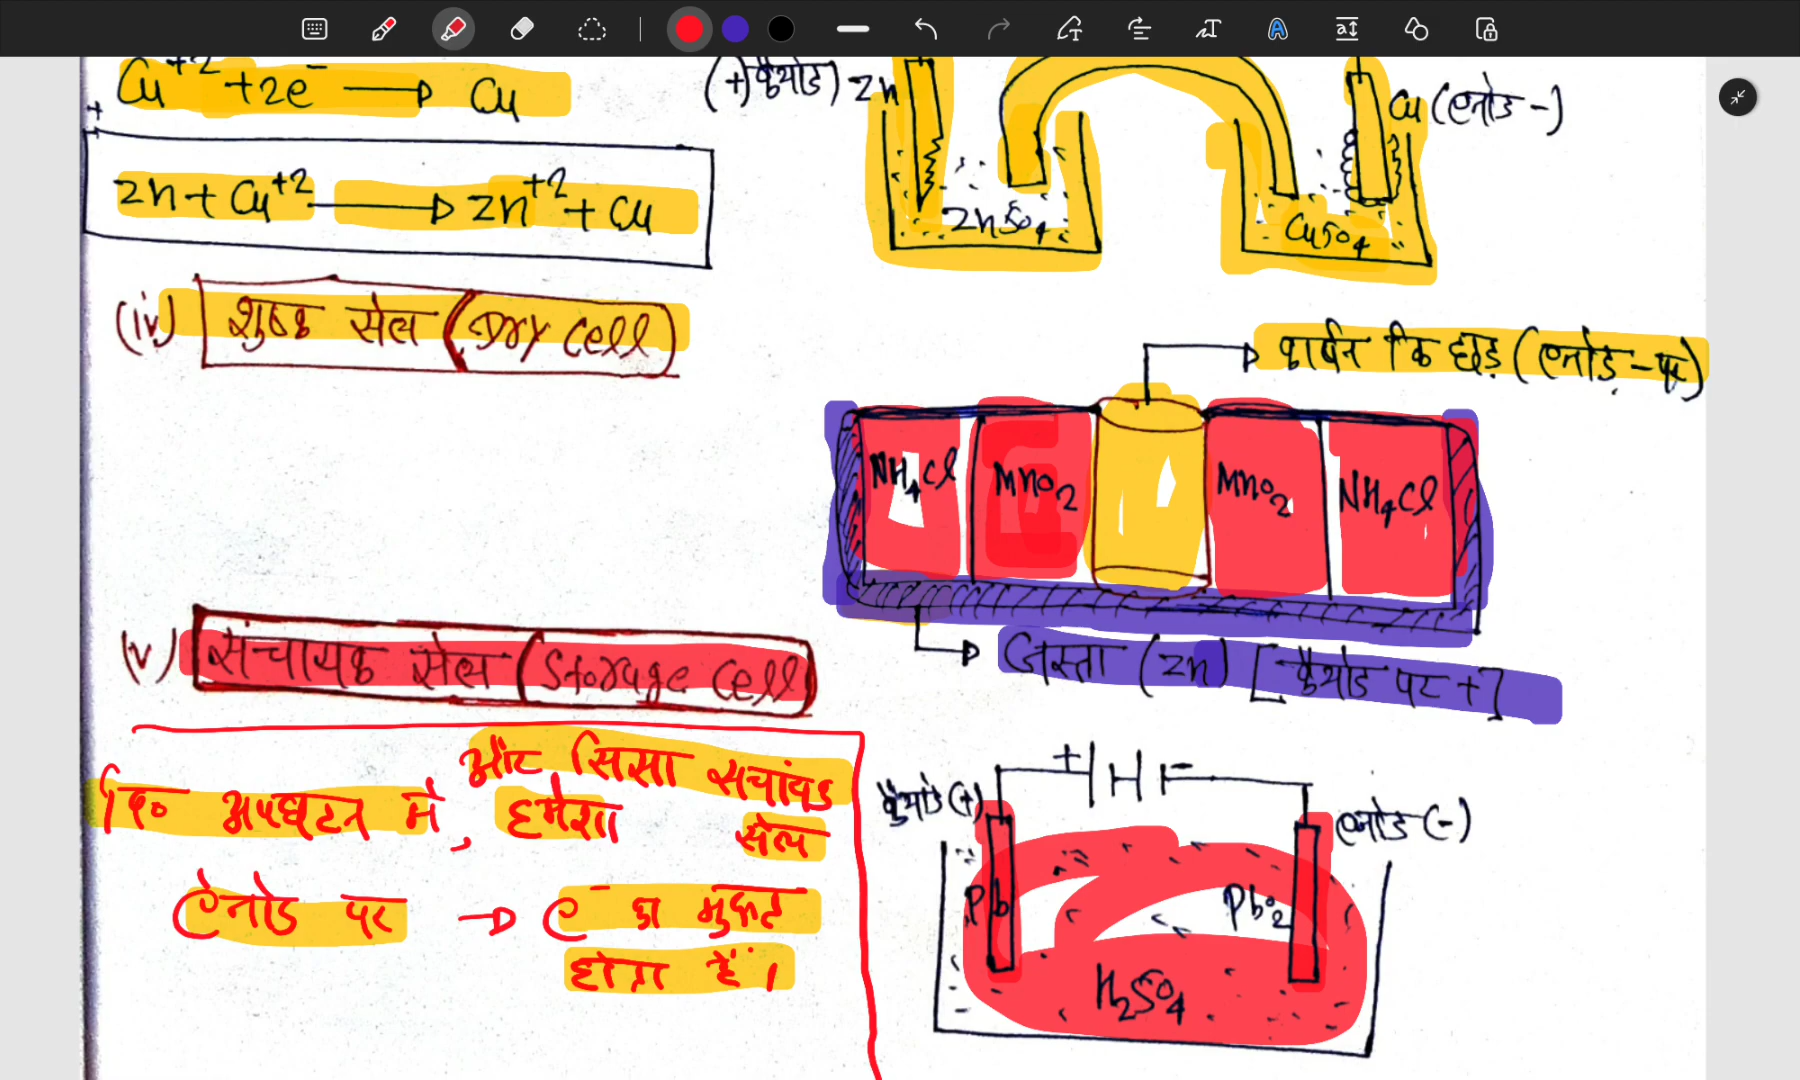 Cu⁺² + 2e⁻ → Cu
+
Zn + Cu⁺² → Zn⁺² + Cu
(+)कैथोड) Zn
Cu (एनोड -)
ZnSO₄
CuSO₄
(iv) शुष्क सेल (Dry Cell)
कार्बन कि छड़ (एनोड - पर)
NH₄Cl
MnO₂
MnO₂
NH₄Cl
जस्ता (Zn) [कैथोड पर +]
(v) संचायक सेल (Storage Cell)
वि० अपघटन में, और सिसा सचांयक
हमेशा सेल
एनोड पर → e⁻ का मुक्त
होता हैं।
+ -
कैथोड (+)
एनोड (-)
Pb
PbO₂
H₂SO₄